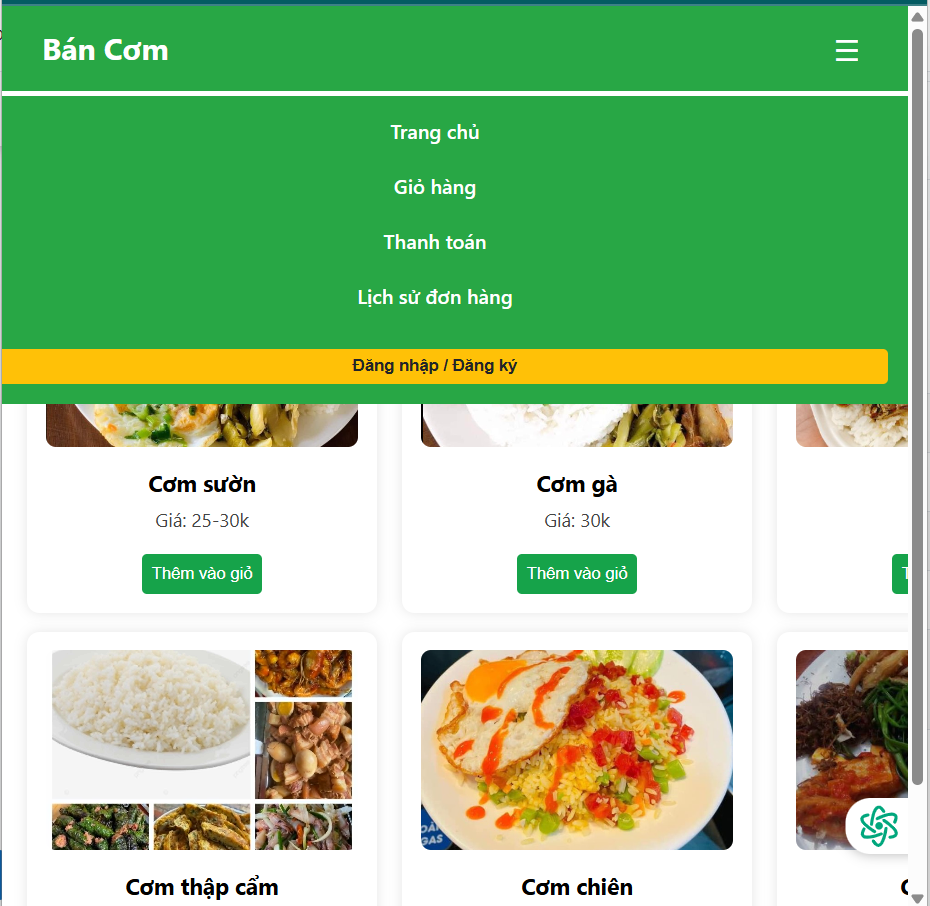 Bán Cơm
☰
Trang chủ
Giỏ hàng
Thanh toán
Lịch sử đơn hàng
Đăng nhập / Đăng ký
Cơm sườn
Cơm gà
Giá: 25-30k
Giá: 30k
Thêm vào giỏ
Thêm vào giỏ
GAS
Cơm thập cẩm
Cơm chiên